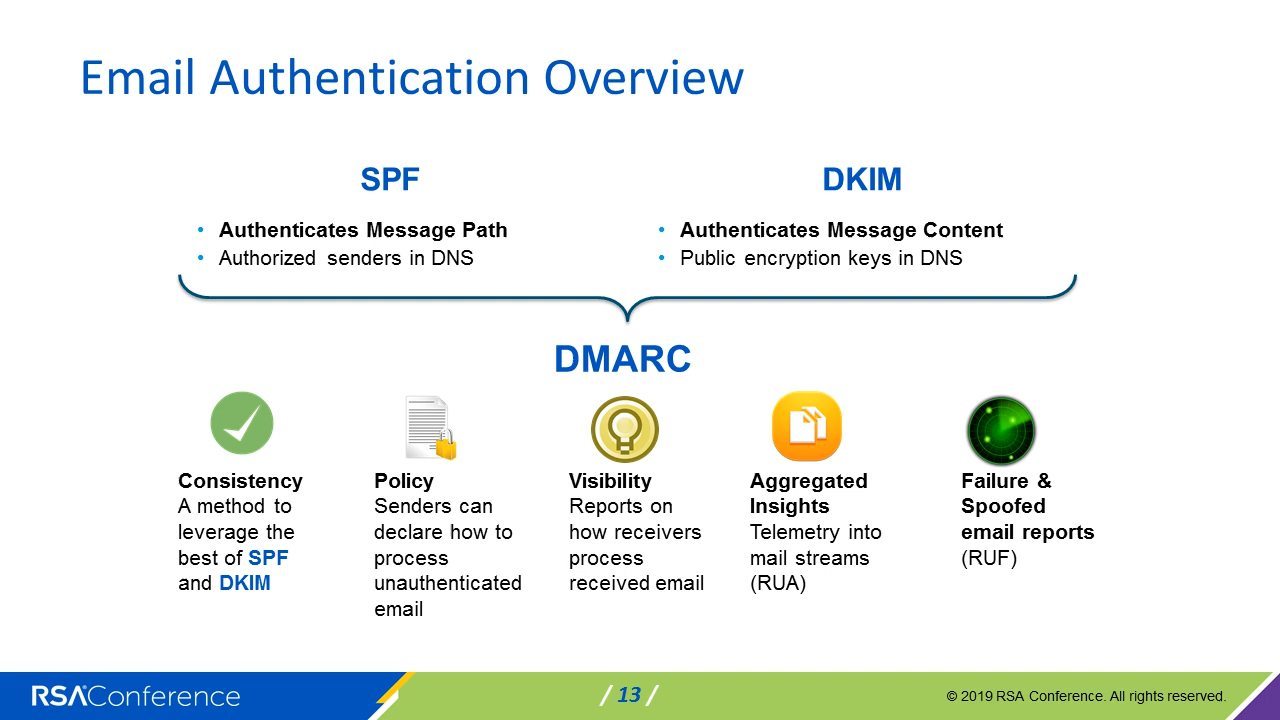 Email Authentication Overview
SPF
• Authenticates Message Path
• Authorized senders in DNS
DKIM
• Authenticates Message Content
• Public encryption keys in DNS
DMARC
Consistency
A method to
leverage the
best of SPF
and DKIM
Policy
Senders can
declare how to
process
unauthenticated
email
Visibility
Reports on
how receivers
process
received email
Aggregated
Insights
Telemetry into
mail streams
(RUA)
Failure &
Spoofed
email reports
(RUF)
RSAConference
/ 13 /
© 2019 RSA Conference. All rights reserved.